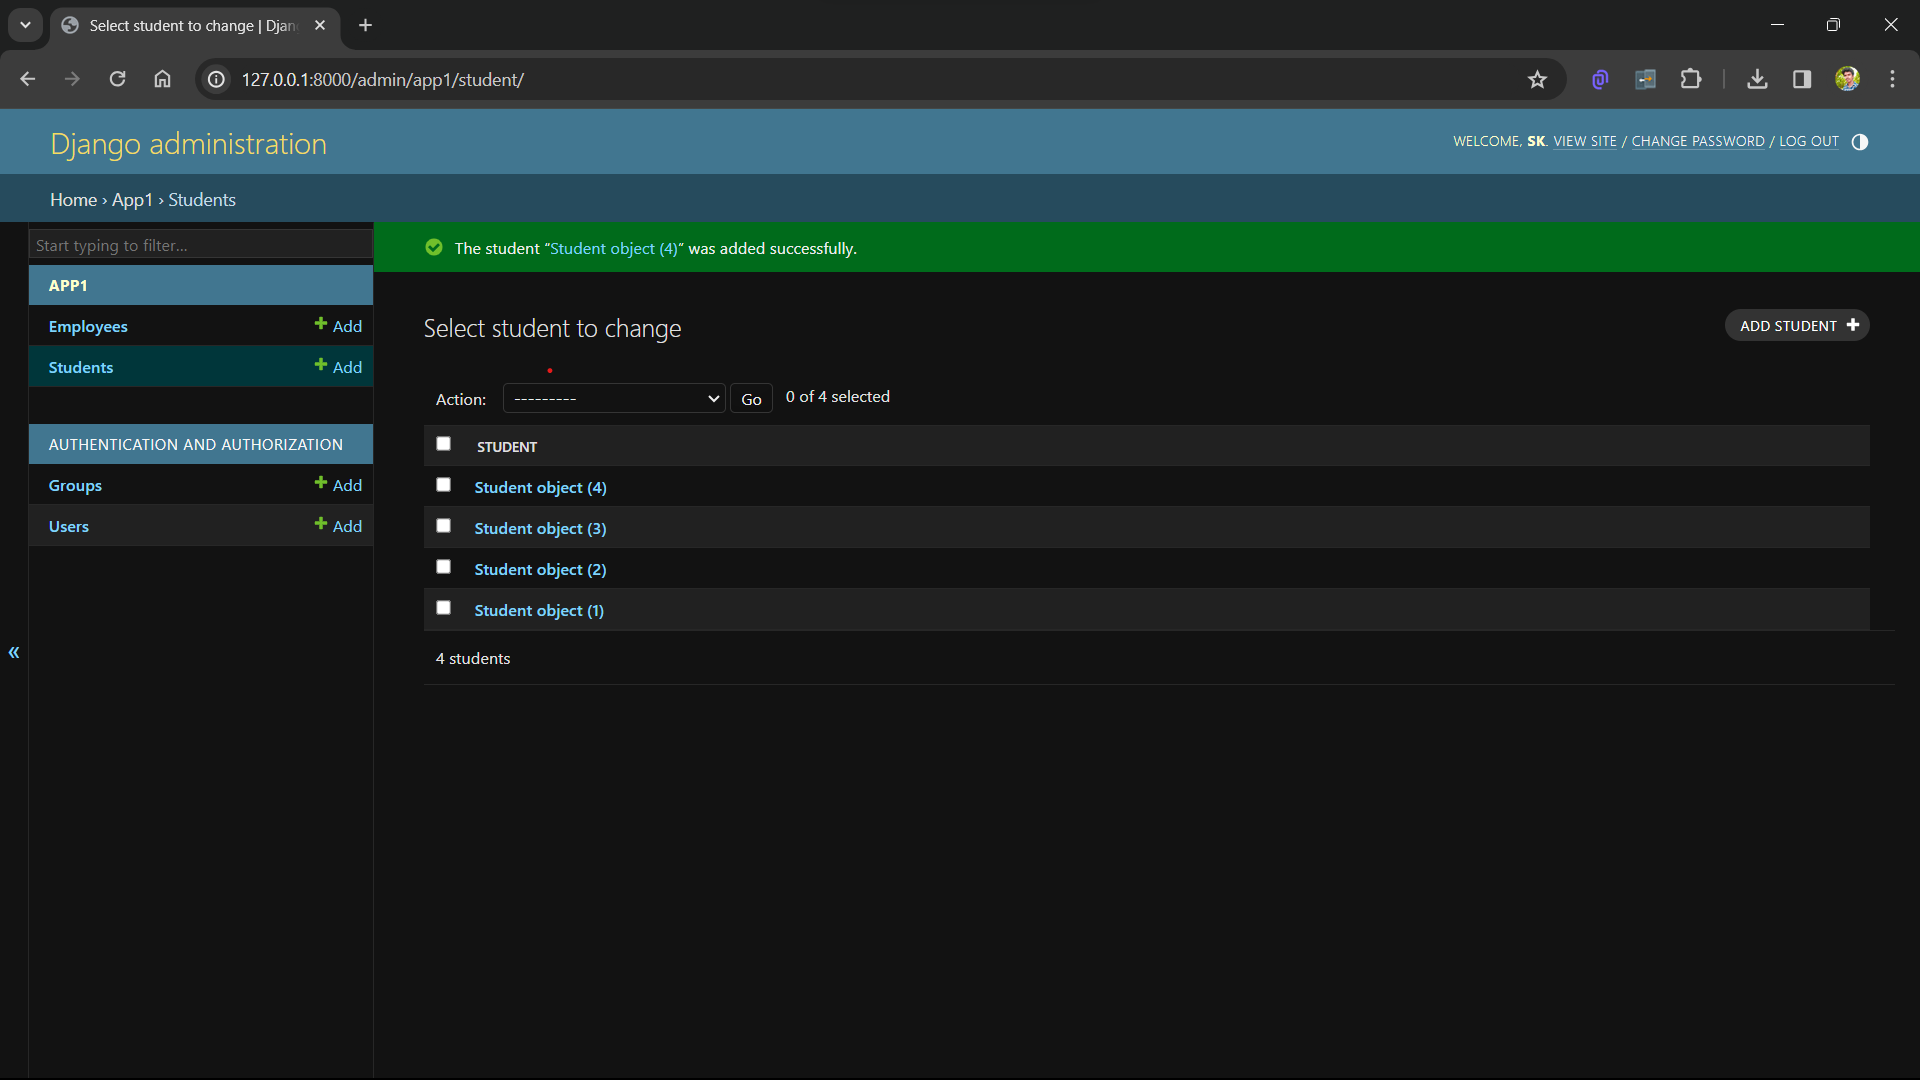 Select student to change | Djan
127.0.0.1:8000/admin/app1/student/
Django administration
WELCOME, SK. VIEW SITE / CHANGE PASSWORD / LOG OUT
Home › App1 › Students
Start typing to filter...
APP1
Employees + Add
Students + Add
AUTHENTICATION AND AUTHORIZATION
Groups + Add
Users + Add
The student “Student object (4)” was added successfully.
Select student to change
ADD STUDENT +
Action: --------- Go 0 of 4 selected
STUDENT
Student object (4)
Student object (3)
Student object (2)
Student object (1)
4 students
«